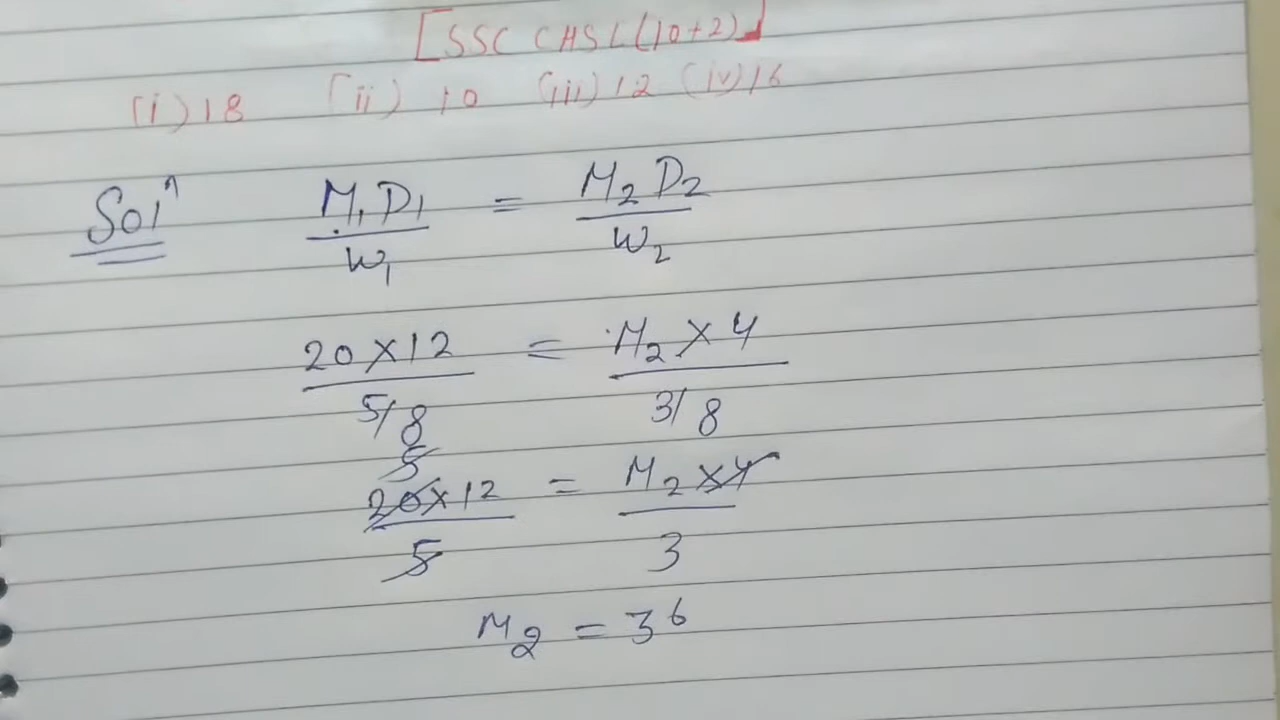 [SSC CHSL(10+2)]
(i) 18 (ii) 10 (iii) 12 (iv) 16
Solⁿ M₁D₁/W₁ = M₂D₂/W₂
20×12/5/8 = M₂×4/3/8
5
20×12/5 = M₂×4/3
M₂ = 36